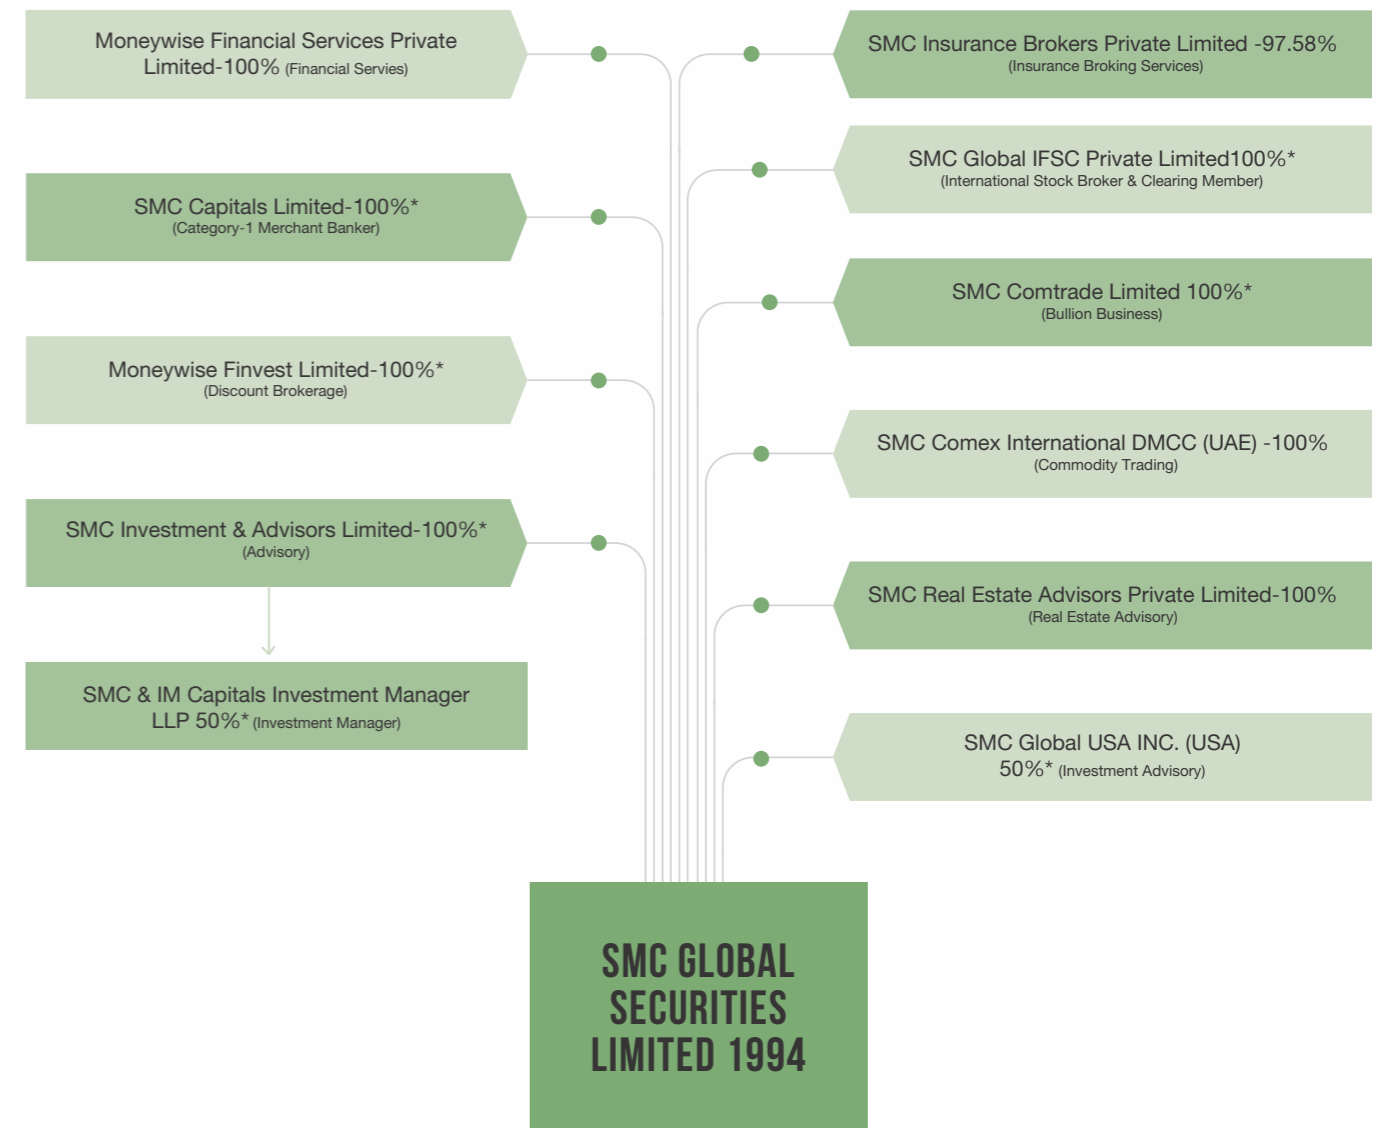 Moneywise Financial Services Private
Limited-100% (Financial Servies)
SMC Capitals Limited-100%*
(Category-1 Merchant Banker)
Moneywise Finvest Limited-100%*
(Discount Brokerage)
SMC Investment & Advisors Limited-100%*
(Advisory)
SMC & IM Capitals Investment Manager
LLP 50%* (Investment Manager)
SMC Insurance Brokers Private Limited -97.58%
(Insurance Broking Services)
SMC Global IFSC Private Limited100%*
(International Stock Broker & Clearing Member)
SMC Comtrade Limited 100%*
(Bullion Business)
SMC Comex International DMCC (UAE) -100%
(Commodity Trading)
SMC Real Estate Advisors Private Limited-100%
(Real Estate Advisory)
SMC Global USA INC. (USA)
50%* (Investment Advisory)
SMC GLOBAL
SECURITIES
LIMITED 1994